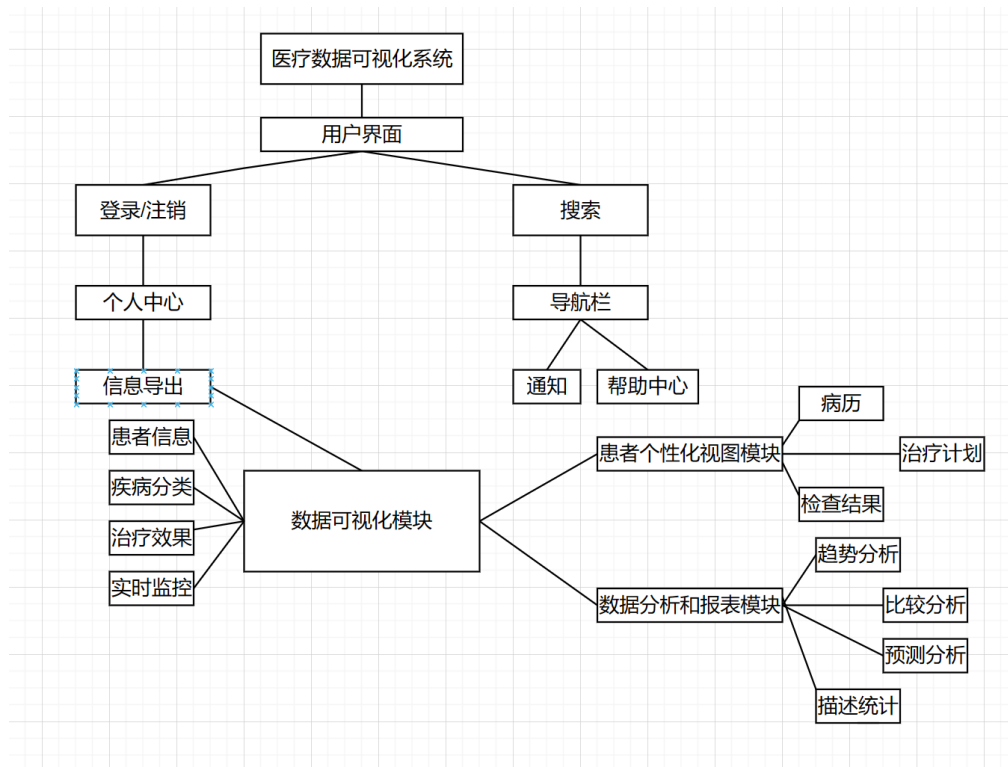 医疗数据可视化系统
用户界面
登录/注销
搜索
个人中心
导航栏
信息导出
通知
帮助中心
病历
患者信息
患者个性化视图模块
治疗计划
疾病分类
检查结果
数据可视化模块
治疗效果
趋势分析
实时监控
数据分析和报表模块
比较分析
预测分析
描述统计